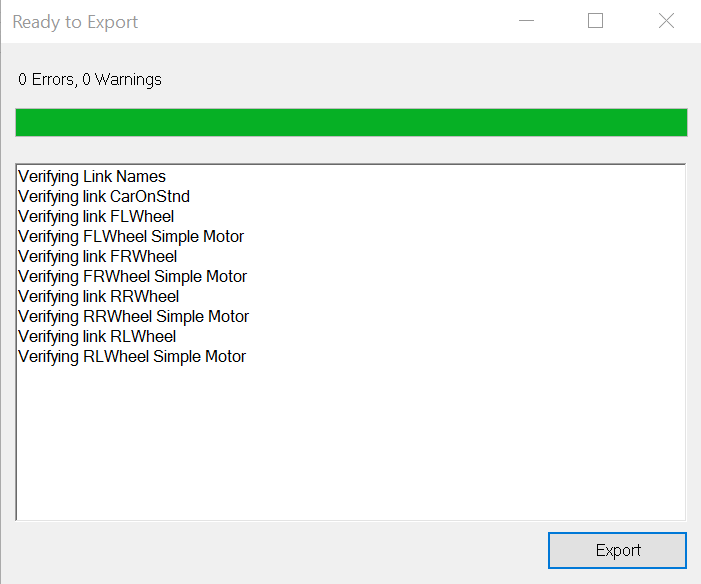 Ready to Export
0 Errors, 0 Warnings
Verifying Link Names
Verifying link CarOnStnd
Verifying link FLWheel
Verifying FLWheel Simple Motor
Verifying link FRWheel
Verifying FRWheel Simple Motor
Verifying link RRWheel
Verifying RRWheel Simple Motor
Verifying link RLWheel
Verifying RLWheel Simple Motor
Export